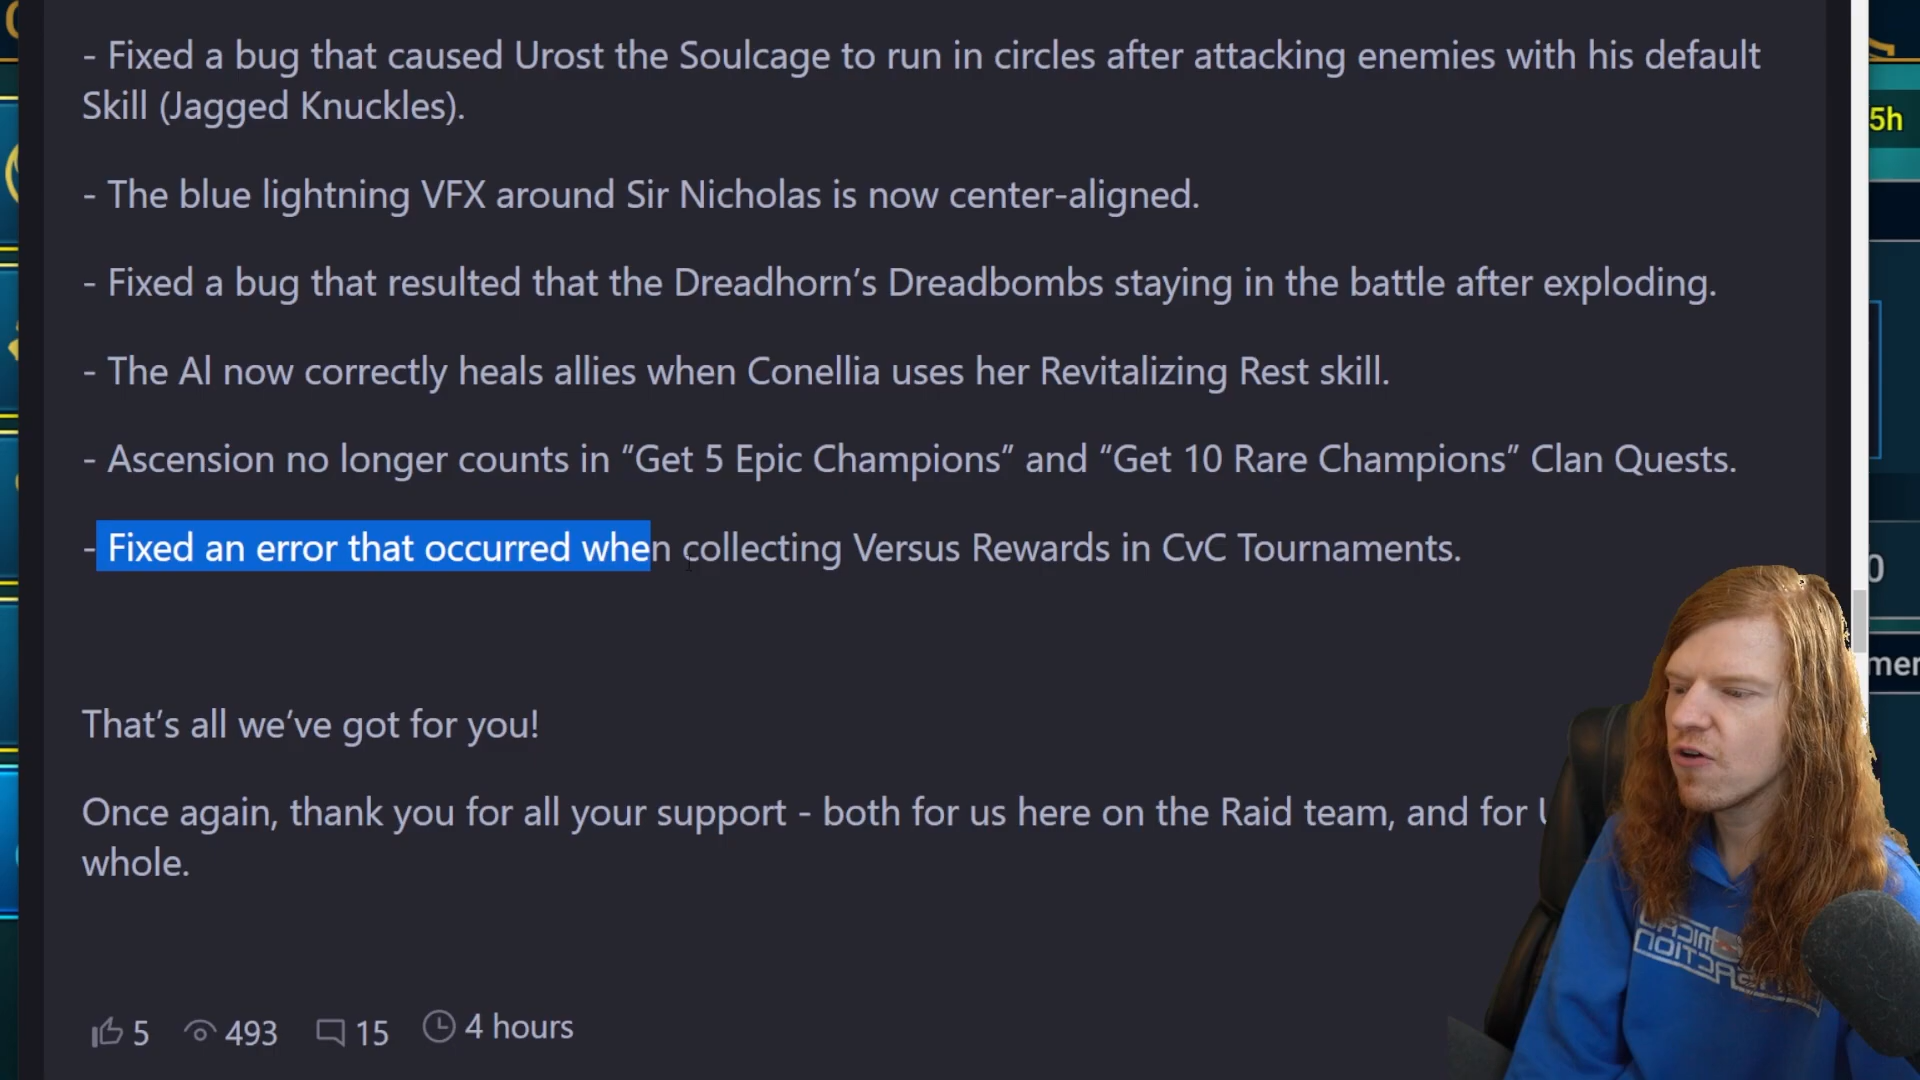 - Fixed a bug that caused Urost the Soulcage to run in circles after attacking enemies with his default
Skill (Jagged Knuckles).
5h
- The blue lightning VFX around Sir Nicholas is now center-aligned.
- Fixed a bug that resulted that the Dreadhorn’s Dreadbombs staying in the battle after exploding.
- The Al now correctly heals allies when Conellia uses her Revitalizing Rest skill.
- Ascension no longer counts in “Get 5 Epic Champions” and “Get 10 Rare Champions” Clan Quests.
- Fixed an error that occurred when collecting Versus Rewards in CvC Tournaments.
0
mer
That’s all we’ve got for you!
Once again, thank you for all your support - both for us here on the Raid team, and for
whole.
5 493 15 4 hours